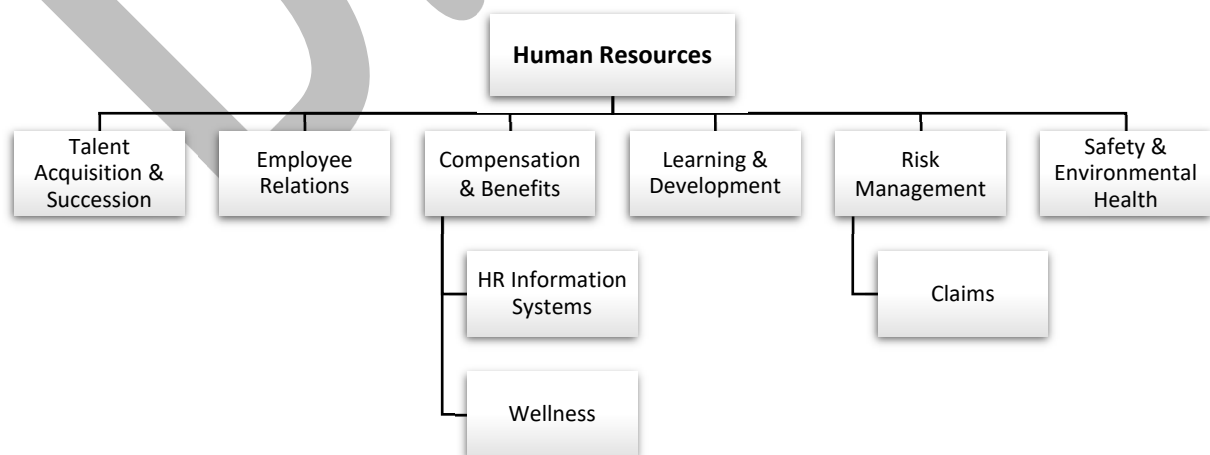 Human Resources
Talent
Acquisition &
Succession
Employee
Relations
Compensation
& Benefits
Learning &
Development
Risk
Management
Safety &
Environmental
Health
HR Information
Systems
Claims
Wellness